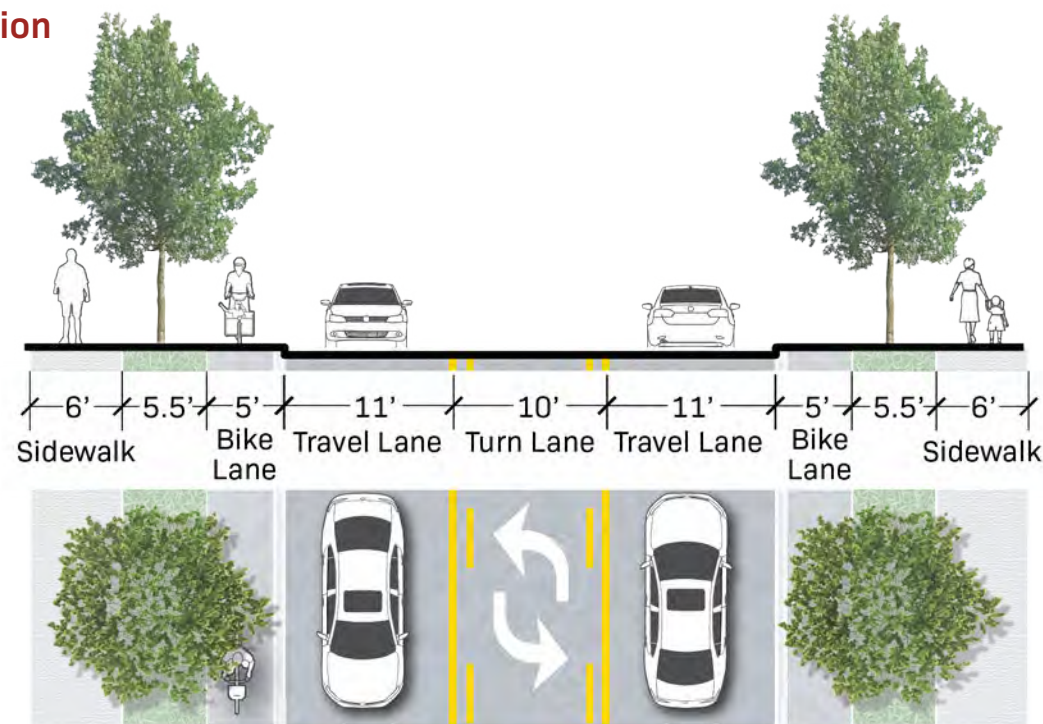 ion
6' 5.5' 5' 11' 10' 11' 5' 5.5' 6'
Sidewalk Bike Lane Travel Lane Turn Lane Travel Lane Bike Lane Sidewalk